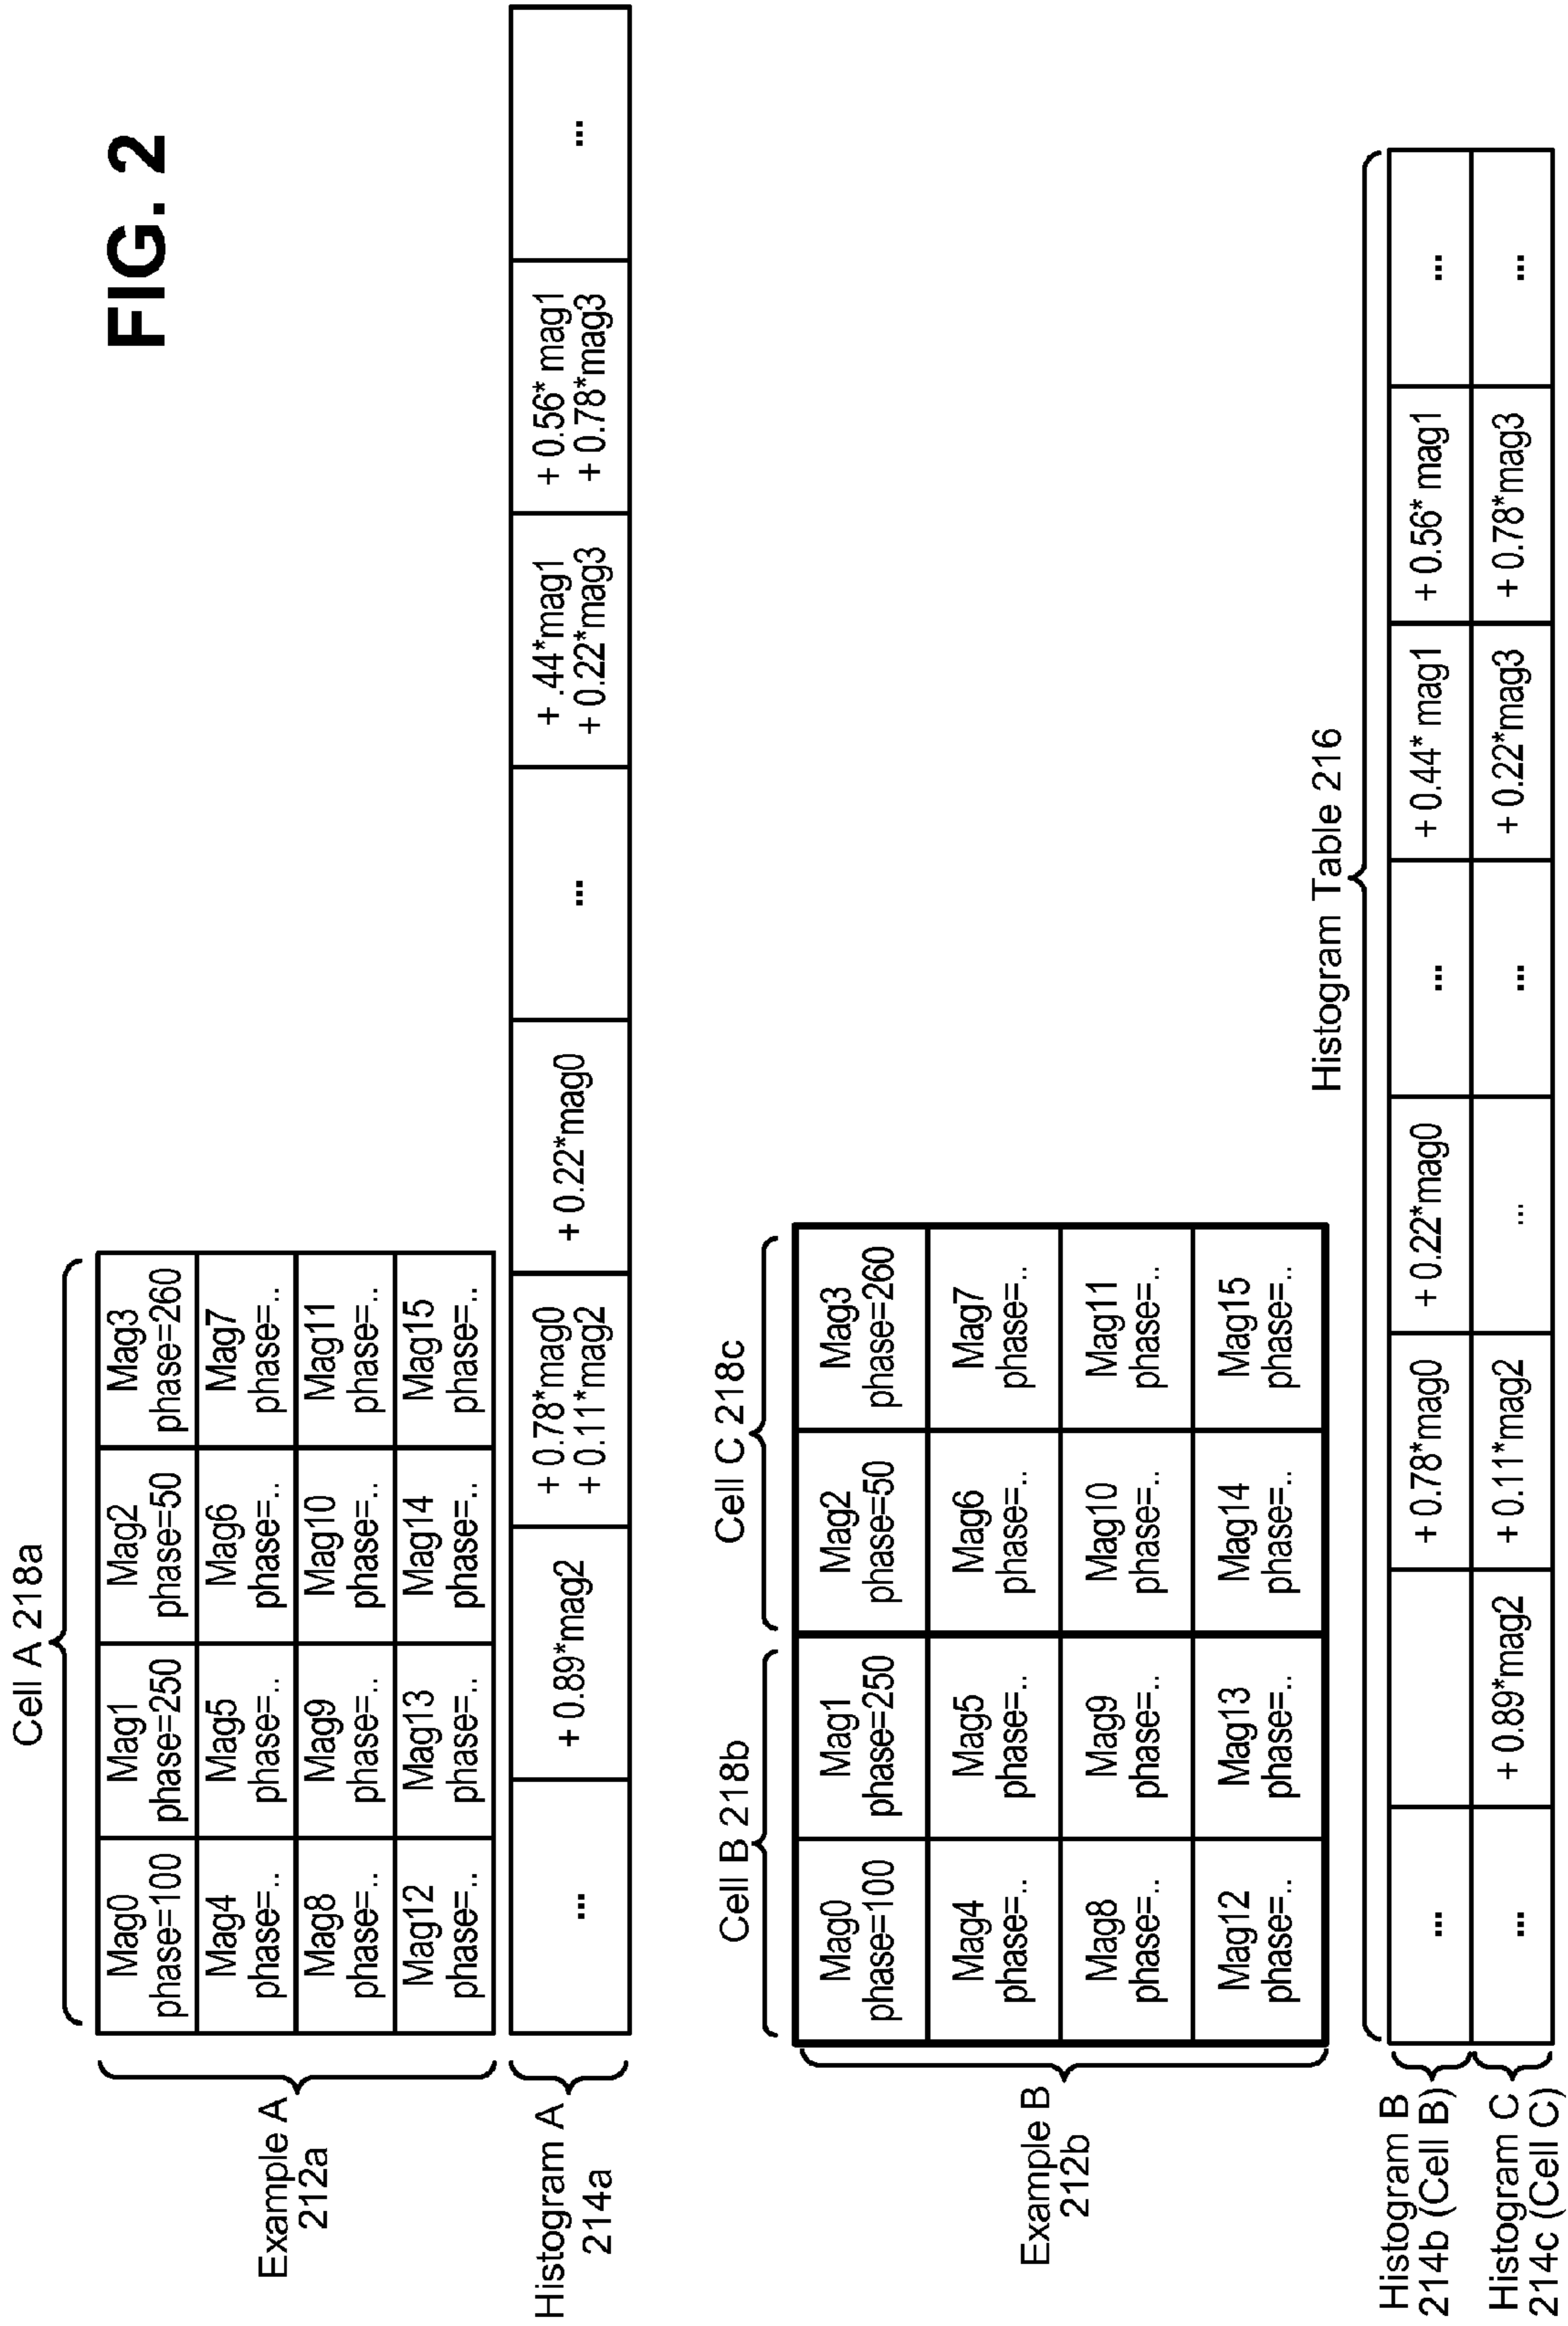 FIG. 2
Cell A 218a
Example A
212a
Mag0
phase=100
Mag1
phase=250
Mag2
phase=50
Mag3
phase=260
Mag4
phase=..
Mag5
phase=..
Mag6
phase=..
Mag7
phase=..
Mag8
phase=..
Mag9
phase=..
Mag10
phase=..
Mag11
phase=..
Mag12
phase=..
Mag13
phase=..
Mag14
phase=..
Mag15
phase=..
Histogram A
214a
...
+ 0.89*mag2
+ 0.78*mag0
+ 0.11*mag2
+ 0.22*mag0
...
+ .44*mag1
+ 0.22*mag3
+ 0.56* mag1
+ 0.78*mag3
...
Cell B 218b
Cell C 218c
Example B
212b
Mag0
phase=100
Mag1
phase=250
Mag2
phase=50
Mag3
phase=260
Mag4
phase=..
Mag5
phase=..
Mag6
phase=..
Mag7
phase=..
Mag8
phase=..
Mag9
phase=..
Mag10
phase=..
Mag11
phase=..
Mag12
phase=..
Mag13
phase=..
Mag14
phase=..
Mag15
phase=..
Histogram Table 216
Histogram B
214b (Cell B)
...
+ 0.78*mag0
+ 0.22*mag0
...
+ 0.44* mag1
+ 0.56* mag1
...
Histogram C
214c (Cell C)
...
+ 0.89*mag2
+ 0.11*mag2
...
...
+ 0.22*mag3
+ 0.78*mag3
...